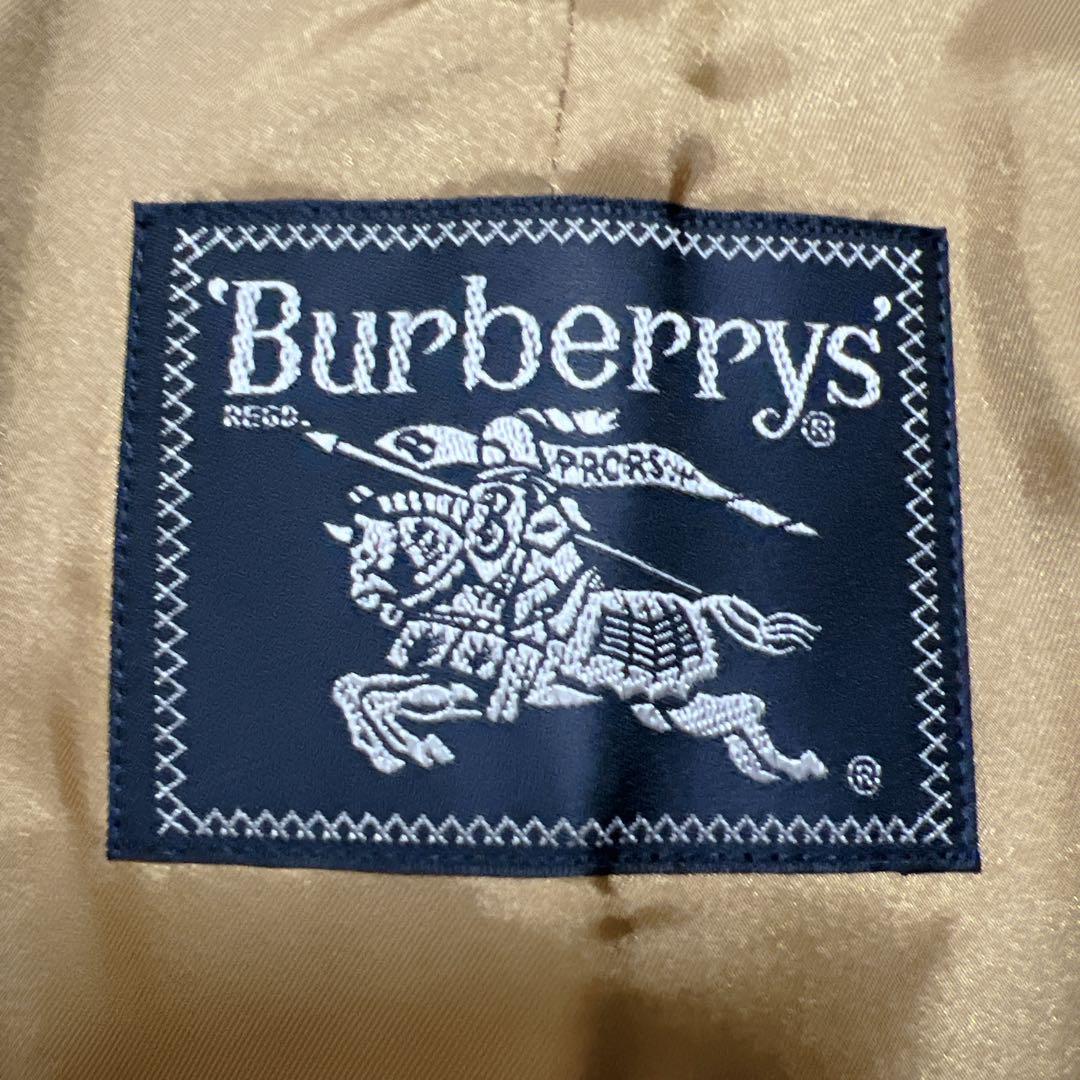 'Burberrys'
REGD. ®
B PRORSUM
B
®